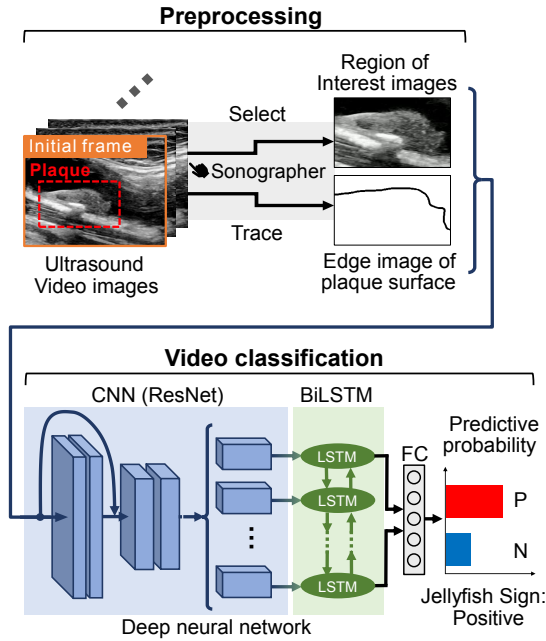 Preprocessing
Region of
Interest images
Select
Initial frame
Plaque
Sonographer
Trace
Ultrasound
Video images
Edge image of
plaque surface
Video classification
CNN (ResNet)
BiLSTM
Predictive
probability
FC
LSTM
P
LSTM
N
LSTM
Jellyfish Sign:
Positive
Deep neural network